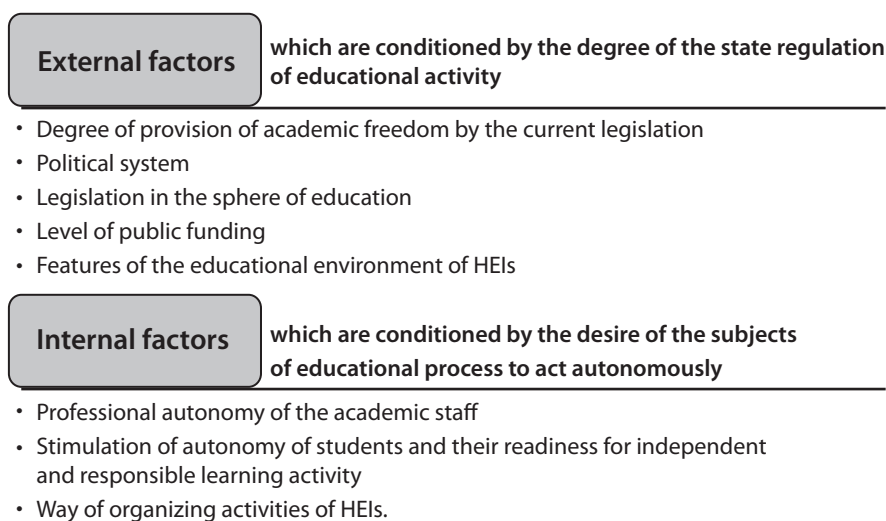 External factors
which are conditioned by the degree of the state regulation
of educational activity
• Degree of provision of academic freedom by the current legislation
• Political system
• Legislation in the sphere of education
• Level of public funding
• Features of the educational environment of HEIs
Internal factors
which are conditioned by the desire of the subjects
of educational process to act autonomously
• Professional autonomy of the academic staff
• Stimulation of autonomy of students and their readiness for independent
and responsible learning activity
• Way of organizing activities of HEIs.